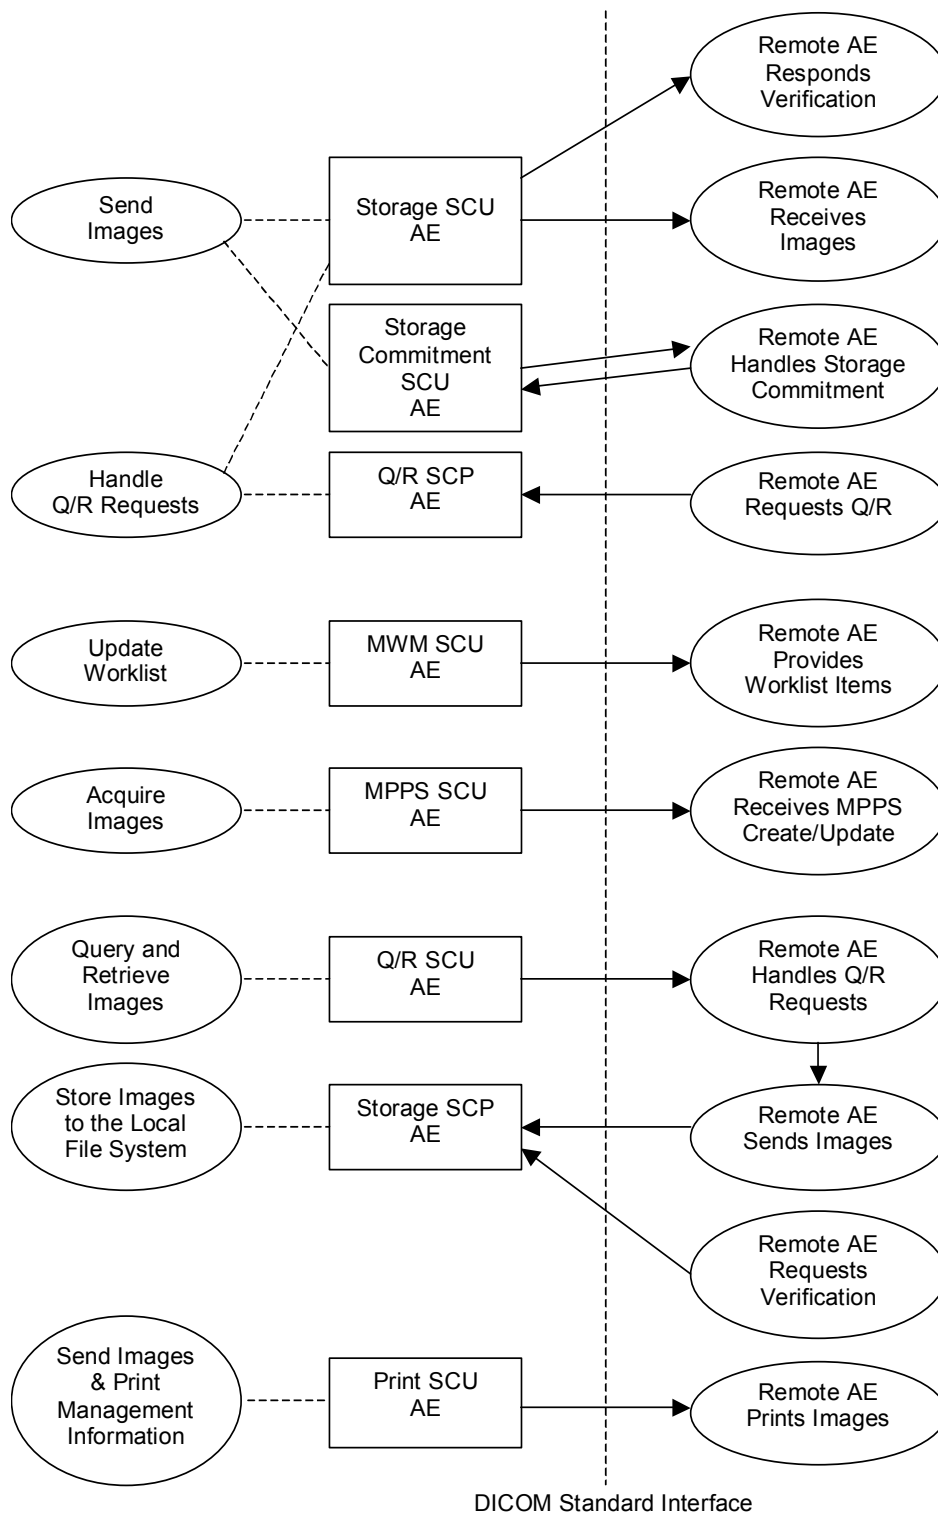 Remote AE
Responds
Verification
Send
Images
Storage SCU
AE
Remote AE
Receives
Images
Storage
Commitment
SCU
AE
Remote AE
Handles Storage
Commitment
Handle
Q/R Requests
Q/R SCP
AE
Remote AE
Requests Q/R
Update
Worklist
MWM SCU
AE
Remote AE
Provides
Worklist Items
Acquire
Images
MPPS SCU
AE
Remote AE
Receives MPPS
Create/Update
Query and
Retrieve
Images
Q/R SCU
AE
Remote AE
Handles Q/R
Requests
Store Images
to the Local
File System
Storage SCP
AE
Remote AE
Sends Images
Remote AE
Requests
Verification
Send Images
& Print
Management
Information
Print SCU
AE
Remote AE
Prints Images
DICOM Standard Interface